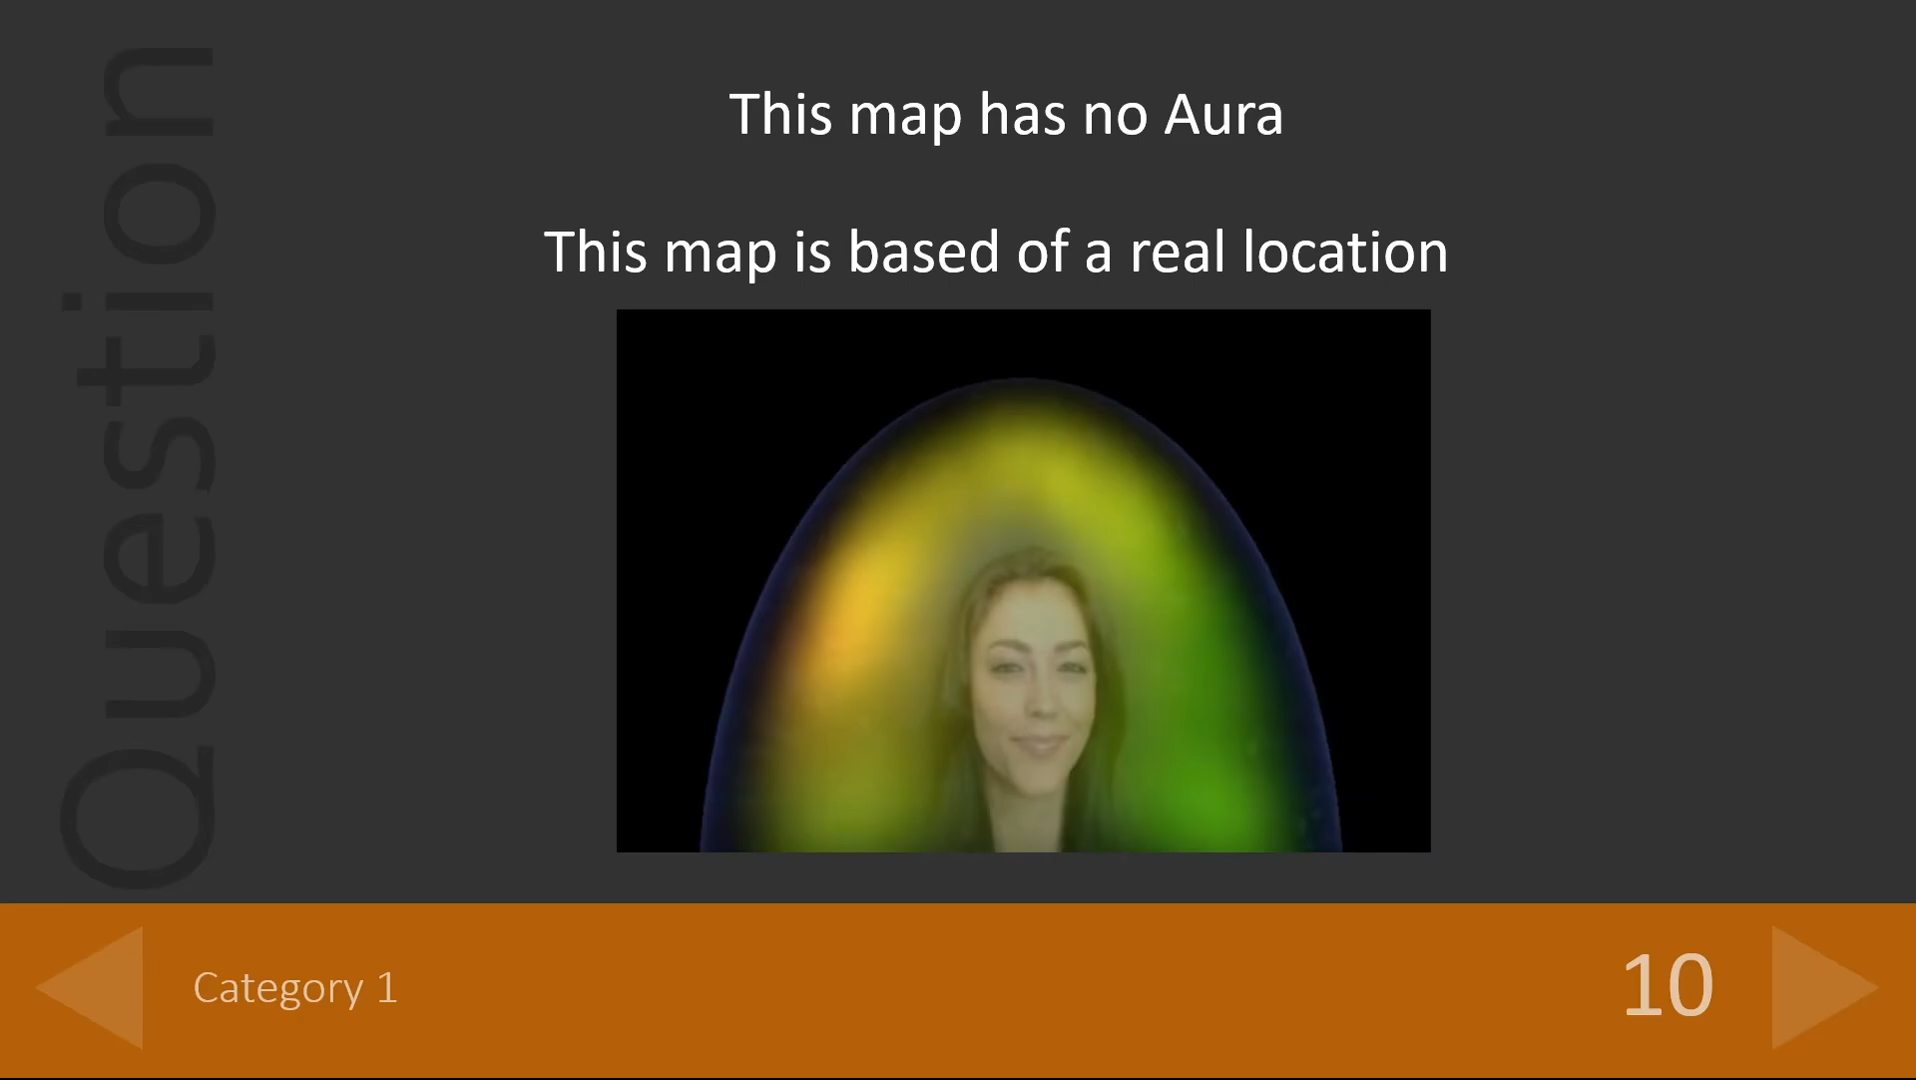 Question
This map has no Aura
This map is based of a real location
Category 1
10